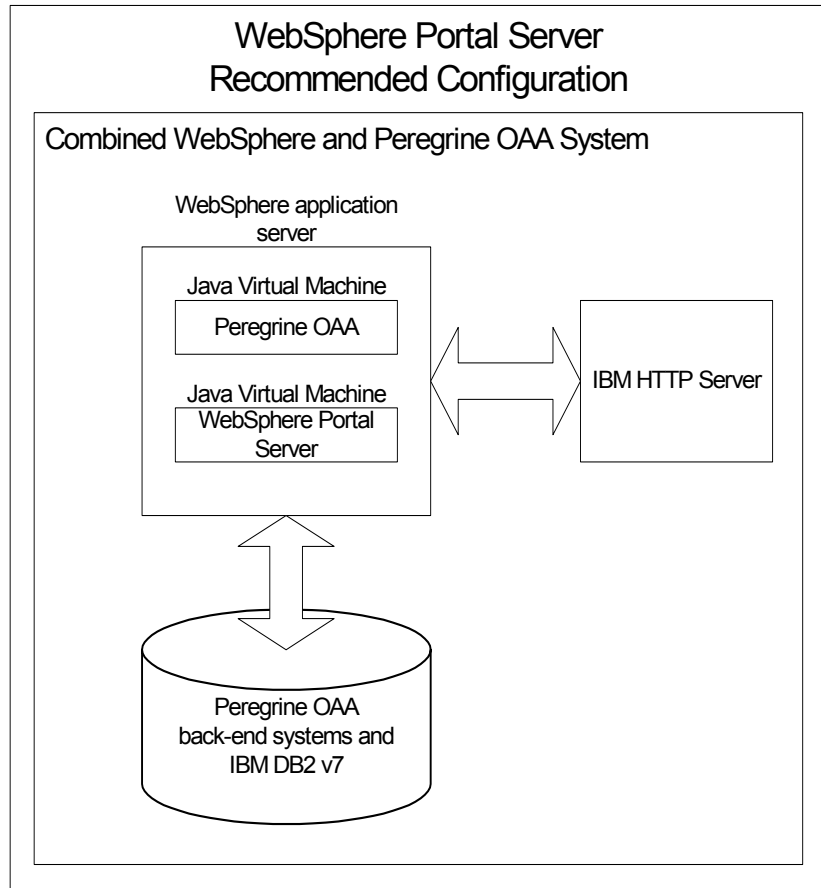 WebSphere Portal Server
Recommended Configuration
Combined WebSphere and Peregrine OAA System
WebSphere application
server
Java Virtual Machine
Peregrine OAA
Java Virtual Machine
WebSphere Portal
Server
IBM HTTP Server
Peregrine OAA
back-end systems and
IBM DB2 v7